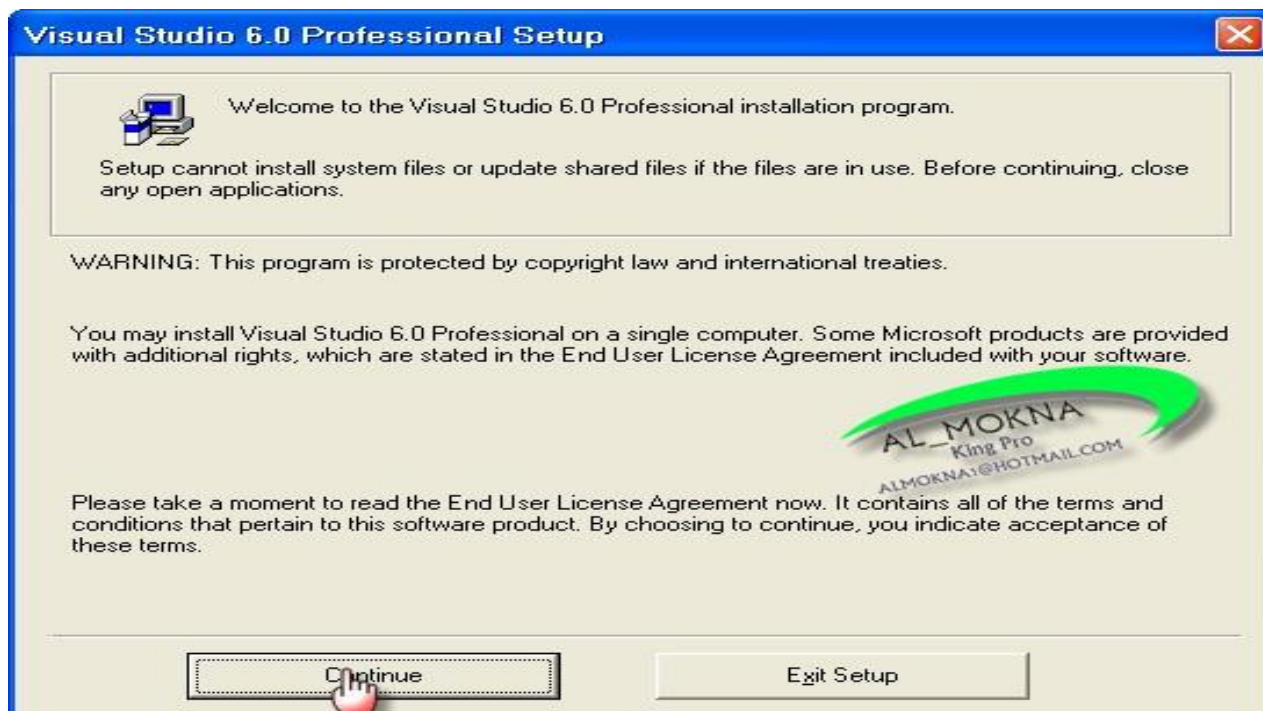 Visual Studio 6.0 Professional Setup
Welcome to the Visual Studio 6.0 Professional installation program.
Setup cannot install system files or update shared files if the files are in use. Before continuing, close
any open applications.
WARNING: This program is protected by copyright law and international treaties.
You may install Visual Studio 6.0 Professional on a single computer. Some Microsoft products are provided
with additional rights, which are stated in the End User License Agreement included with your software.
AL_MOKNA
King Pro
ALMOKNA1@HOTMAIL.COM
Please take a moment to read the End User License Agreement now. It contains all of the terms and
conditions that pertain to this software product. By choosing to continue, you indicate acceptance of
these terms.
Continue
Exit Setup